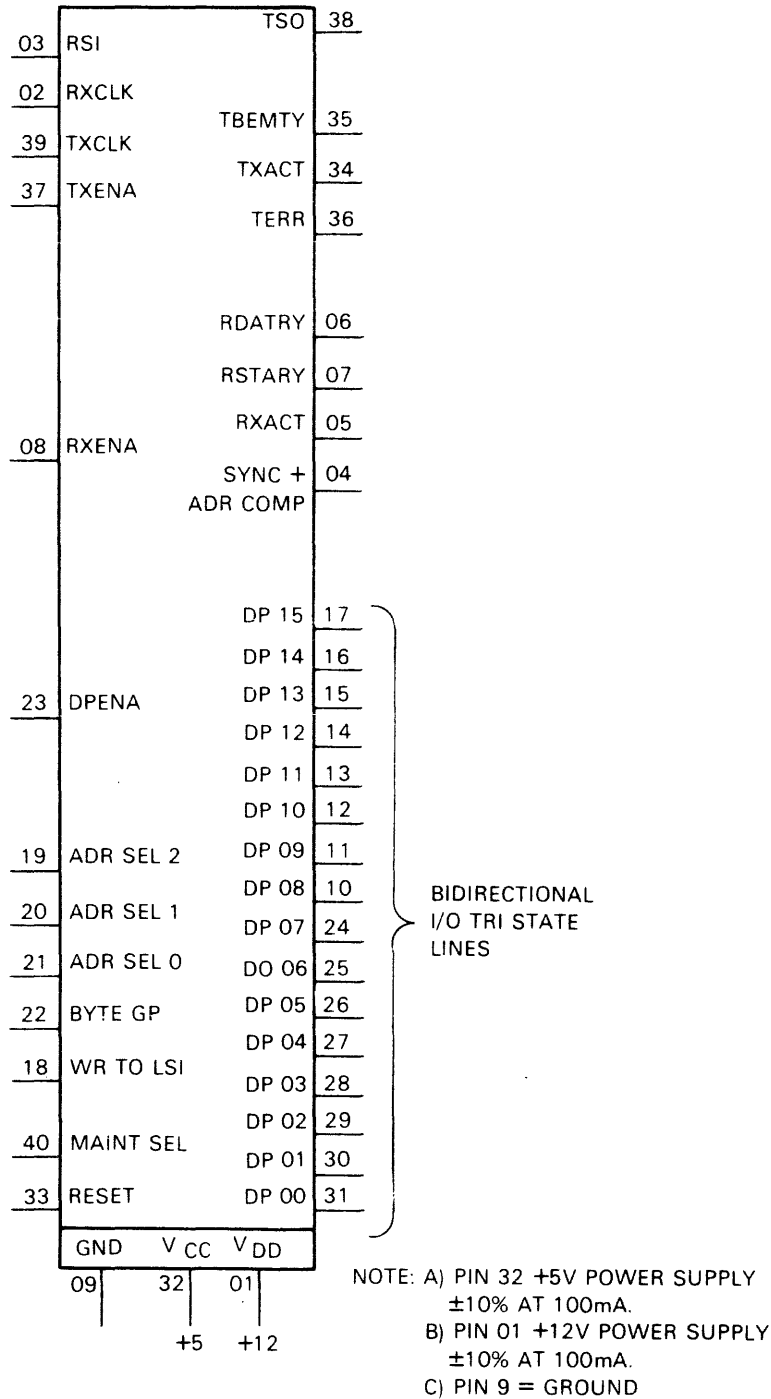 TSO 38
03 RSI
02 RXCLK
TBEMTY 35
39 TXCLK
TXACT 34
37 TXENA
TERR 36
RDATRY 06
RSTARY 07
RXACT 05
08 RXENA
SYNC + 04
ADR COMP
DP 15 17
DP 14 16
DP 13 15
23 DPENA
DP 12 14
DP 11 13
DP 10 12
DP 09 11
19 ADR SEL 2
DP 08 10
BIDIRECTIONAL
I/O TRI STATE
LINES
20 ADR SEL 1
DP 07 24
21 ADR SEL 0
DO 06 25
DP 05 26
22 BYTE GP
DP 04 27
18 WR TO LSI
DP 03 28
DP 02 29
40 MAINT SEL
DP 01 30
33 RESET
DP 00 31
GND VCC VDD
09 32 01
+5 +12
NOTE: A) PIN 32 +5V POWER SUPPLY
±10% AT 100mA.
B) PIN 01 +12V POWER SUPPLY
±10% AT 100mA.
C) PIN 9 = GROUND